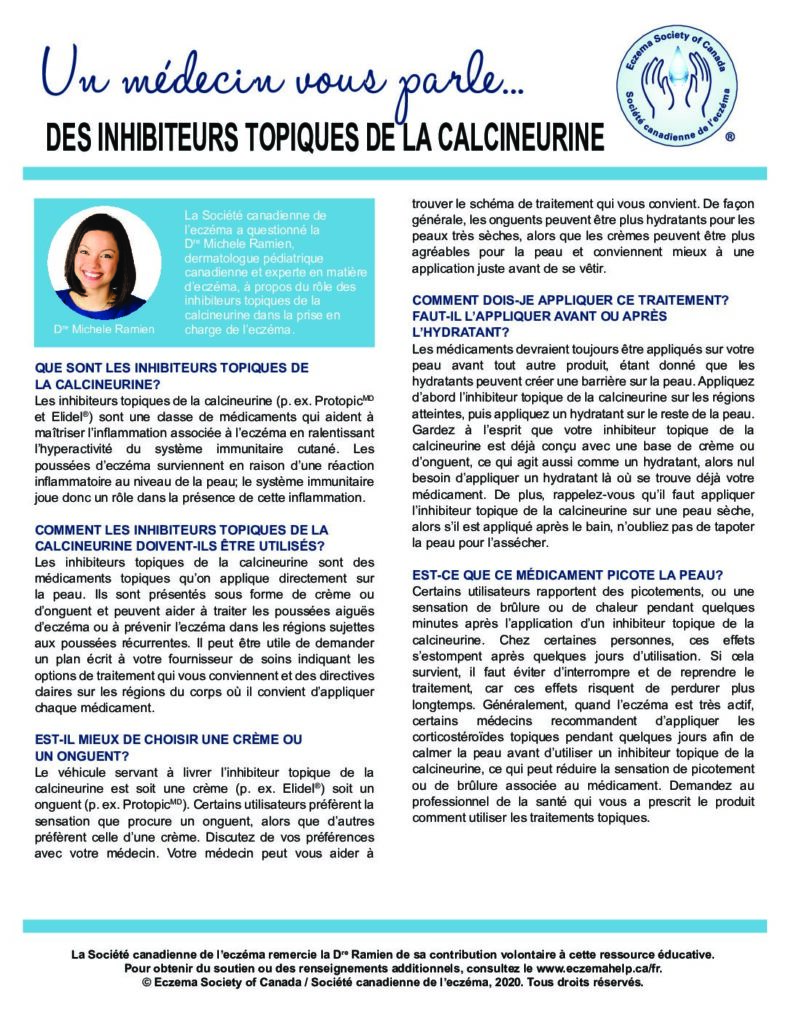 Un médecin vous parle...
DES INHIBITEURS TOPIQUES DE LA CALCINEURINE
Eczema Society of Canada
Société canadienne de l'eczéma
®
La Société canadienne de
l'eczéma a questionné la
Dre Michele Ramien,
dermatologue pédiatrique
canadienne et experte en matière
d'eczéma, à propos du rôle des
inhibiteurs topiques de la
calcineurine dans la prise en
charge de l'eczéma.
Dre Michele Ramien
QUE SONT LES INHIBITEURS TOPIQUES DE
LA CALCINEURINE?
Les inhibiteurs topiques de la calcineurine (p. ex. ProtopicMD
et Elidel®) sont une classe de médicaments qui aident à
maîtriser l'inflammation associée à l'eczéma en ralentissant
l'hyperactivité du système immunitaire cutané. Les
poussées d'eczéma surviennent en raison d'une réaction
inflammatoire au niveau de la peau; le système immunitaire
joue donc un rôle dans la présence de cette inflammation.
COMMENT LES INHIBITEURS TOPIQUES DE LA
CALCINEURINE DOIVENT-ILS ÊTRE UTILISÉS?
Les inhibiteurs topiques de la calcineurine sont des
médicaments topiques qu'on applique directement sur
la peau. Ils sont présentés sous forme de crème ou
d'onguent et peuvent aider à traiter les poussées aiguës
d'eczéma ou à prévenir l'eczéma dans les régions sujettes
aux poussées récurrentes. Il peut être utile de demander
un plan écrit à votre fournisseur de soins indiquant les
options de traitement qui vous conviennent et des directives
claires sur les régions du corps où il convient d'appliquer
chaque médicament.
EST-IL MIEUX DE CHOISIR UNE CRÈME OU
UN ONGUENT?
Le véhicule servant à livrer l'inhibiteur topique de la
calcineurine est soit une crème (p. ex. Elidel®) soit un
onguent (p. ex. ProtopicMD). Certains utilisateurs préfèrent la
sensation que procure un onguent, alors que d'autres
préfèrent celle d'une crème. Discutez de vos préférences
avec votre médecin. Votre médecin peut vous aider à
trouver le schéma de traitement qui vous convient. De façon
générale, les onguents peuvent être plus hydratants pour les
peaux très sèches, alors que les crèmes peuvent être plus
agréables pour la peau et conviennent mieux à une
application juste avant de se vêtir.
COMMENT DOIS-JE APPLIQUER CE TRAITEMENT?
FAUT-IL L'APPLIQUER AVANT OU APRÈS
L'HYDRATANT?
Les médicaments devraient toujours être appliqués sur votre
peau avant tout autre produit, étant donné que les
hydratants peuvent créer une barrière sur la peau. Appliquez
d'abord l'inhibiteur topique de la calcineurine sur les régions
atteintes, puis appliquez un hydratant sur le reste de la peau.
Gardez à l'esprit que votre inhibiteur topique de la
calcineurine est déjà conçu avec une base de crème ou
d'onguent, ce qui agit aussi comme un hydratant, alors nul
besoin d'appliquer un hydratant là où se trouve déjà votre
médicament. De plus, rappelez-vous qu'il faut appliquer
l'inhibiteur topique de la calcineurine sur une peau sèche,
alors s'il est appliqué après le bain, n'oubliez pas de tapoter
la peau pour l'assécher.
EST-CE QUE CE MÉDICAMENT PICOTE LA PEAU?
Certains utilisateurs rapportent des picotements, ou une
sensation de brûlure ou de chaleur pendant quelques
minutes après l'application d'un inhibiteur topique de la
calcineurine. Chez certaines personnes, ces effets
s'estompent après quelques jours d'utilisation. Si cela
survient, il faut éviter d'interrompre et de reprendre le
traitement, car ces effets risquent de perdurer plus
longtemps. Généralement, quand l'eczéma est très actif,
certains médecins recommandent d'appliquer les
corticostéroïdes topiques pendant quelques jours afin de
calmer la peau avant d'utiliser un inhibiteur topique de la
calcineurine, ce qui peut réduire la sensation de picotement
ou de brûlure associée au médicament. Demandez au
professionnel de la santé qui vous a prescrit le produit
comment utiliser les traitements topiques.
La Société canadienne de l'eczéma remercie la Dre Ramien de sa contribution volontaire à cette ressource éducative.
Pour obtenir du soutien ou des renseignements additionnels, consultez le www.eczemahelp.ca/fr.
© Eczema Society of Canada / Société canadienne de l'eczéma, 2020. Tous droits réservés.